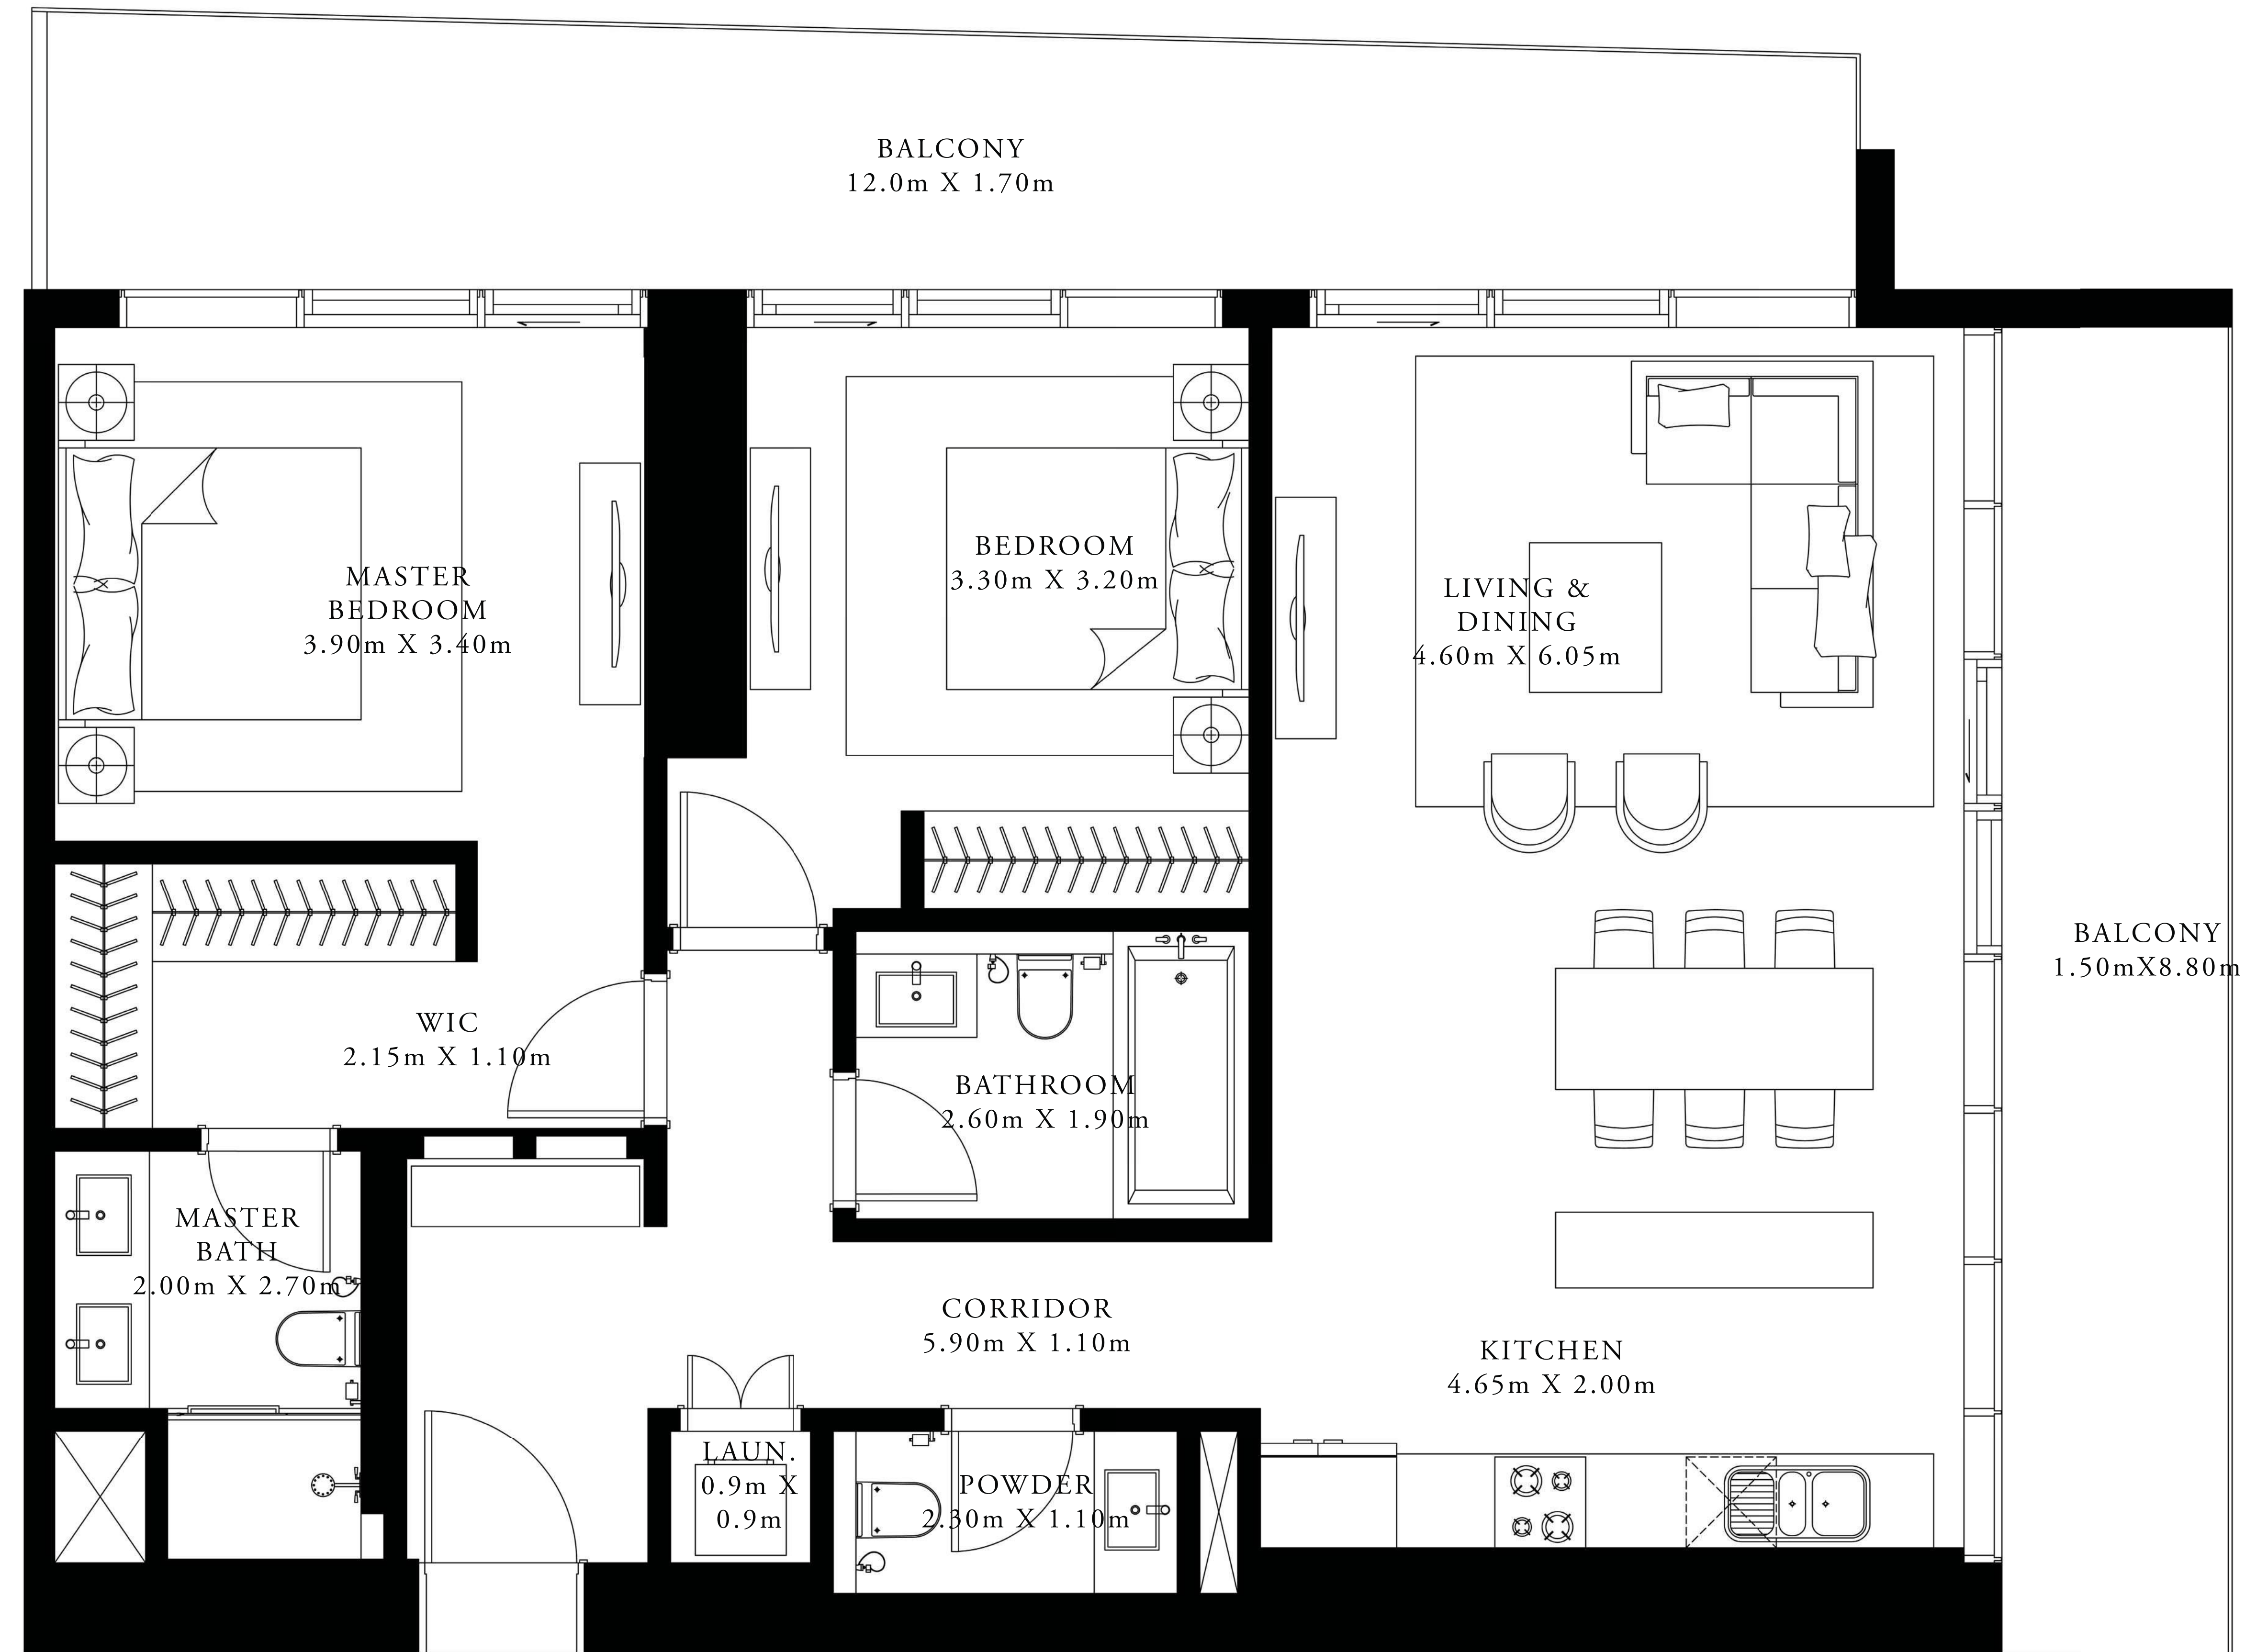 BALCONY
12.0m X 1.70m
MASTER
BEDROOM
3.90m X 3.40m
BEDROOM
3.30m X 3.20m
LIVING &
DINING
4.60m X 6.05m
BALCONY
1.50mX8.80m
WIC
2.15m X 1.10m
BATHROOM
2.60m X 1.90m
MASTER
BATH
2.00m X 2.70m
CORRIDOR
5.90m X 1.10m
KITCHEN
4.65m X 2.00m
LAUN.
0.9m X
0.9m
POWDER
2.30m X 1.10m